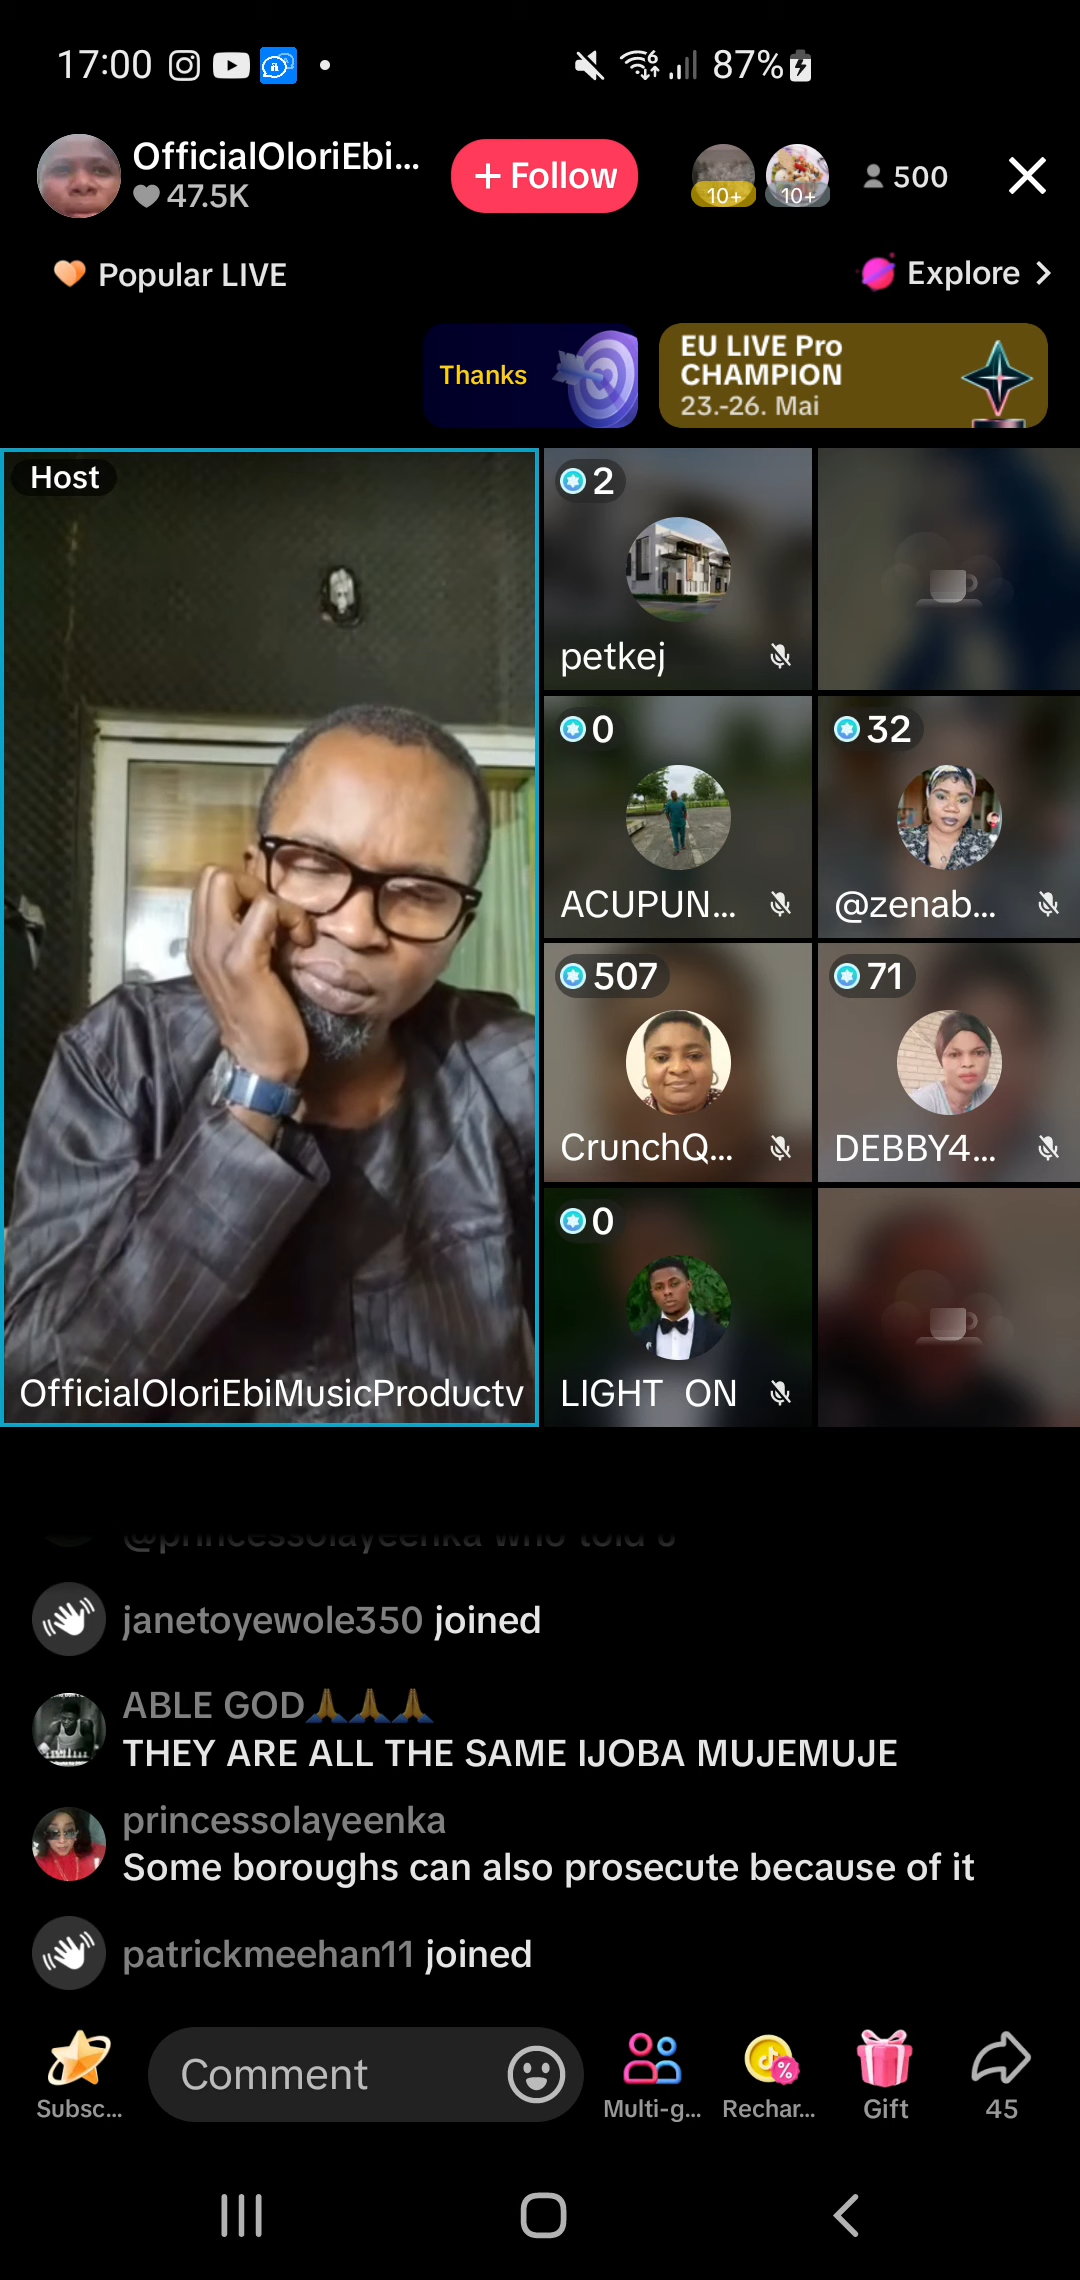 17:00
87%
OfficialOloriEbi...
47.5K
+ Follow
10+
10+
500
Popular LIVE
Explore
Thanks
EU LIVE Pro
CHAMPION
23.-26. Mai
Host
2
petkej
0
ACUPUN...
32
@zenab...
507
CrunchQ...
71
DEBBY4...
0
LIGHT ON
OfficialOloriEbiMusicProductv
@princessolayeenka who told
janetoyewole350 joined
ABLE GOD🙏🙏🙏
THEY ARE ALL THE SAME IJOBA MUJEMUJE
princessolayeenka
Some boroughs can also prosecute because of it
patrickmeehan11 joined
Subsc...
Comment
Multi-g...
Rechar...
Gift
45